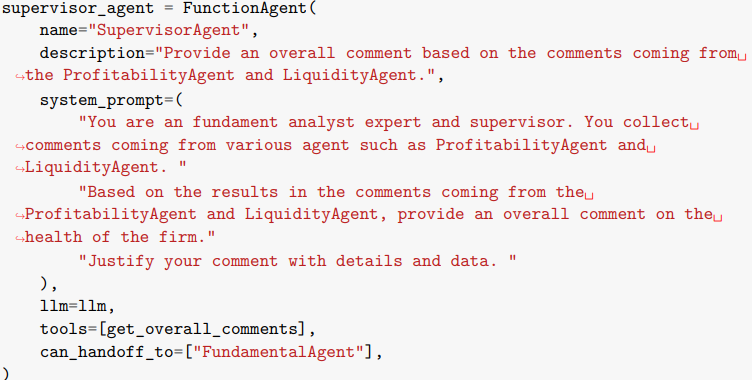 supervisor_agent = FunctionAgent(
    name="SupervisorAgent",
    description="Provide an overall comment based on the comments coming from␣
↪the ProfitabilityAgent and LiquidityAgent.",
    system_prompt=(
        "You are an fundament analyst expert and supervisor. You collect␣
↪comments coming from various agent such as ProfitabilityAgent and␣
↪LiquidityAgent. "
        "Based on the results in the comments coming from the␣
↪ProfitabilityAgent and LiquidityAgent, provide an overall comment on the␣
↪health of the firm."
        "Justify your comment with details and data. "
    ),
    llm=llm,
    tools=[get_overall_comments],
    can_handoff_to=["FundamentalAgent"],
)